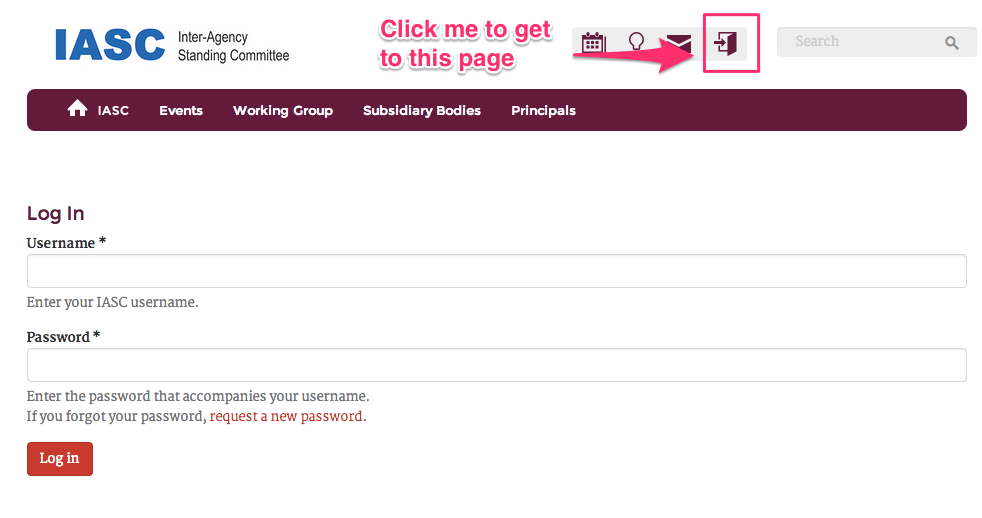 IASC
Inter-Agency
Standing Committee
Click me to get
to this page
Search
IASC Events Working Group Subsidiary Bodies Principals
Log In
Username *
Enter your IASC username.
Password *
Enter the password that accompanies your username.
If you forgot your password, request a new password.
Log in